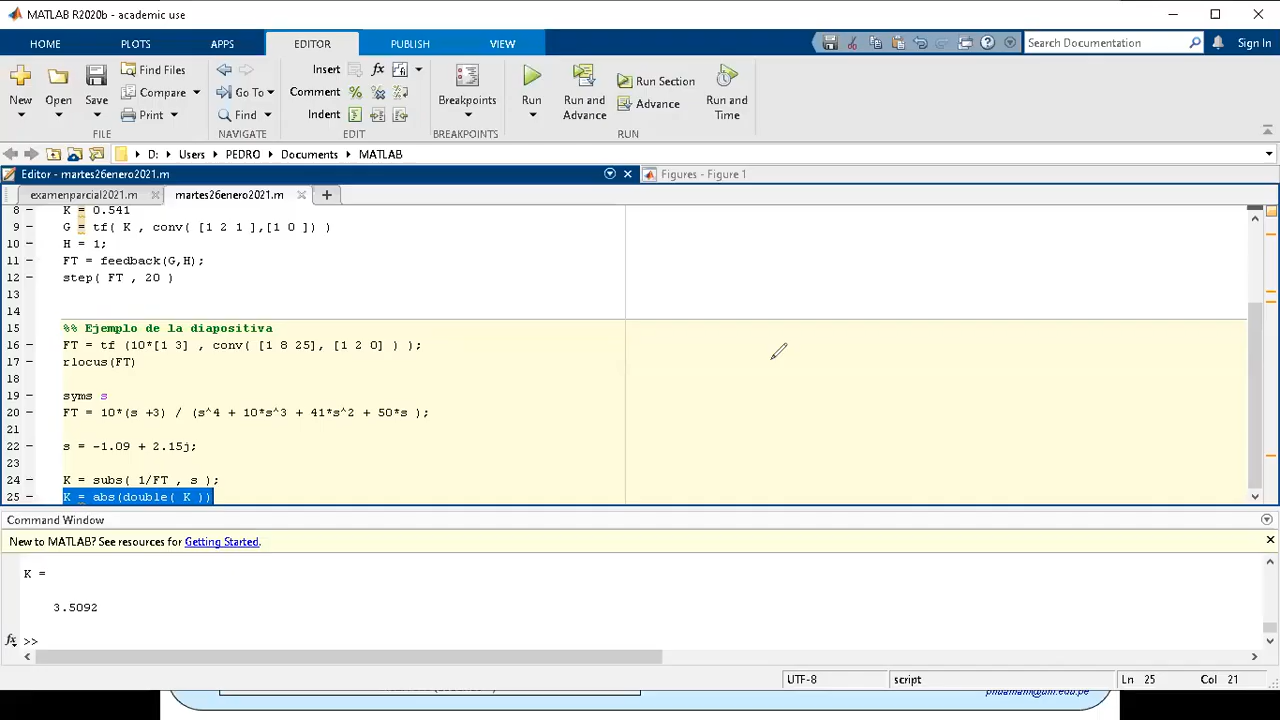 MATLAB R2020b - academic use
HOME PLOTS APPS EDITOR PUBLISH VIEW
Search Documentation Sign In
New Open Save
Find Files
Compare
Print
FILE
Go To
Find
NAVIGATE
Insert
Comment
Indent
EDIT
Breakpoints
BREAKPOINTS
Run
Run and Advance
Run Section
Advance
Run and Time
RUN
D: Users PEDRO Documents MATLAB
Editor - martes26enero2021.m
Figures - Figure 1
examenparcial2021.m martes26enero2021.m
8 - K = 0.541
9 - G = tf( K , conv( [1 2 1 ],[1 0 ]) )
10 - H = 1;
11 - FT = feedback(G,H);
12 - step( FT , 20 )
13
14
15 %% Ejemplo de la diapositiva
16 - FT = tf (10*[1 3] , conv( [1 8 25], [1 2 0] ) );
17 - rlocus(FT)
18
19 - syms s
20 - FT = 10*(s +3) / (s^4 + 10*s^3 + 41*s^2 + 50*s );
21
22 - s = -1.09 + 2.15j;
23
24 - K = subs( 1/FT , s );
25 - K = abs(double( K ))
Command Window
New to MATLAB? See resources for Getting Started.
K =
3.5092
fx >>
UTF-8 script Ln 25 Col 21